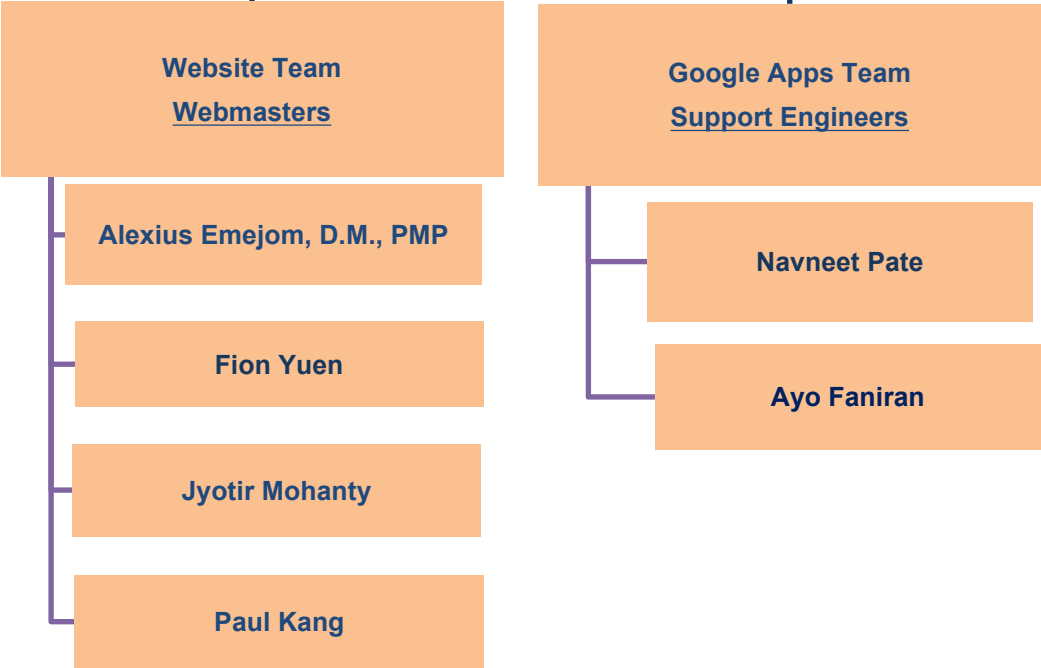 Website Team
Webmasters
Alexius Emejom, D.M., PMP
Fion Yuen
Jyotir Mohanty
Paul Kang
Google Apps Team
Support Engineers
Navneet Pate
Ayo Faniran